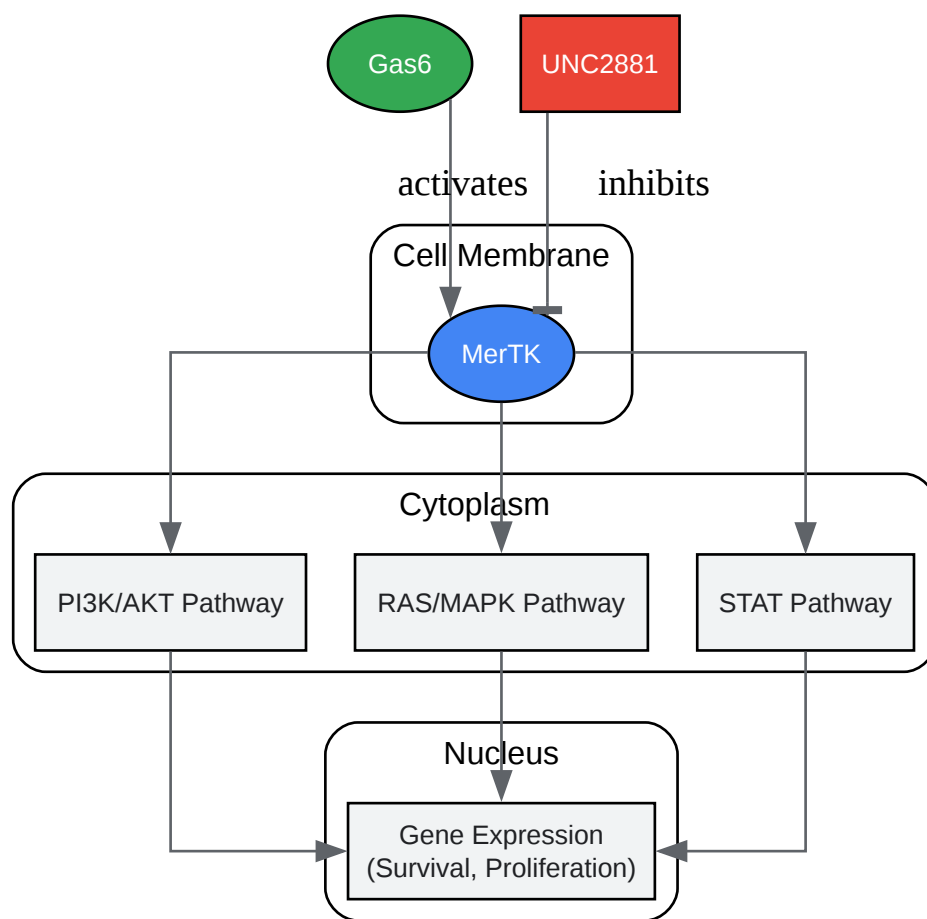 Gas6
UNC2881
activates
inhibits
Cell Membrane
MerTK
Cytoplasm
PI3K/AKT Pathway
RAS/MAPK Pathway
STAT Pathway
Nucleus
Gene Expression
(Survival, Proliferation)